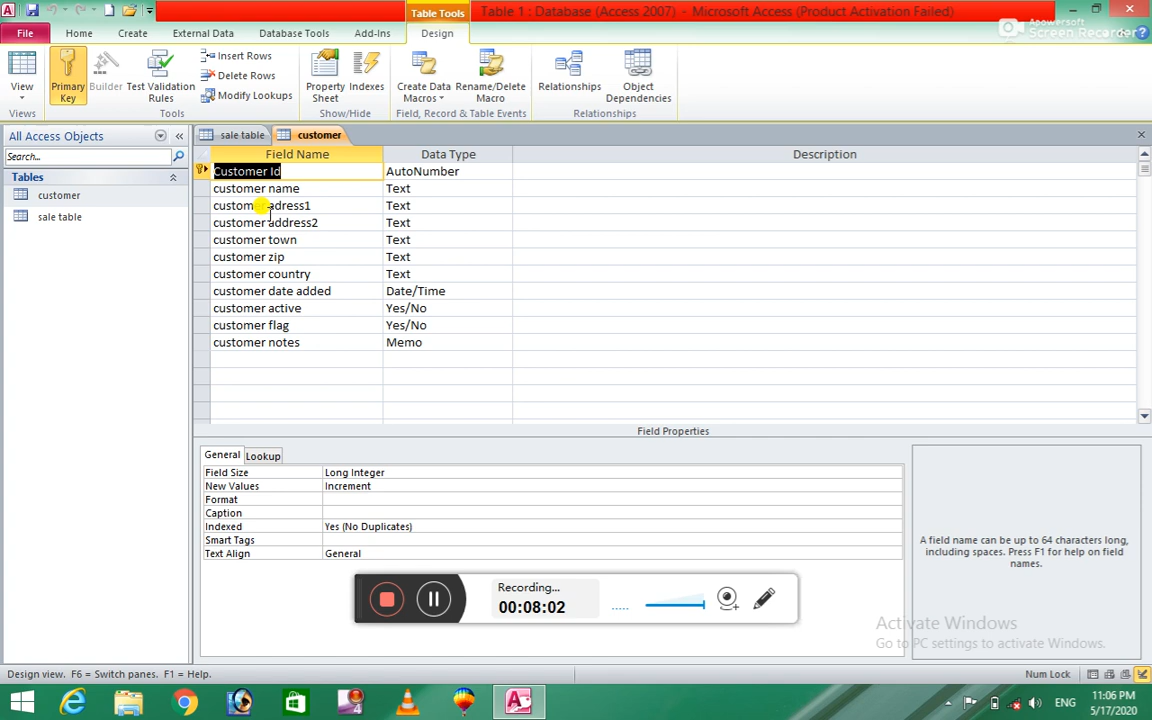 Table Tools
Table 1 : Database (Access 2007) - Microsoft Access (Product Activation Failed)
File Home Create External Data Database Tools Add-Ins Design
Apowersoft
Screen Recorder
View
Primary Key
Builder
Test Validation Rules
Insert Rows
Delete Rows
Modify Lookups
Property Sheet
Indexes
Create Data Macros
Rename/Delete Macro
Relationships
Object Dependencies
Views Tools Show/Hide Field, Record & Table Events Relationships
All Access Objects
Search...
Tables
customer
sale table
sale table customer
Field Name Data Type Description
Customer Id AutoNumber
customer name Text
customer adress1 Text
customer address2 Text
customer town Text
customer zip Text
customer country Text
customer date added Date/Time
customer active Yes/No
customer flag Yes/No
customer notes Memo
Field Properties
General Lookup
Field Size Long Integer
New Values Increment
Format
Caption
Indexed Yes (No Duplicates)
Smart Tags
Text Align General
A field name can be up to 64 characters long,
including spaces. Press F1 for help on field
names.
Recording...
00:08:02
Activate Windows
Go to PC settings to activate Windows.
Design view. F6 = Switch panes. F1 = Help.
Num Lock
ENG
11:06 PM
5/17/2020